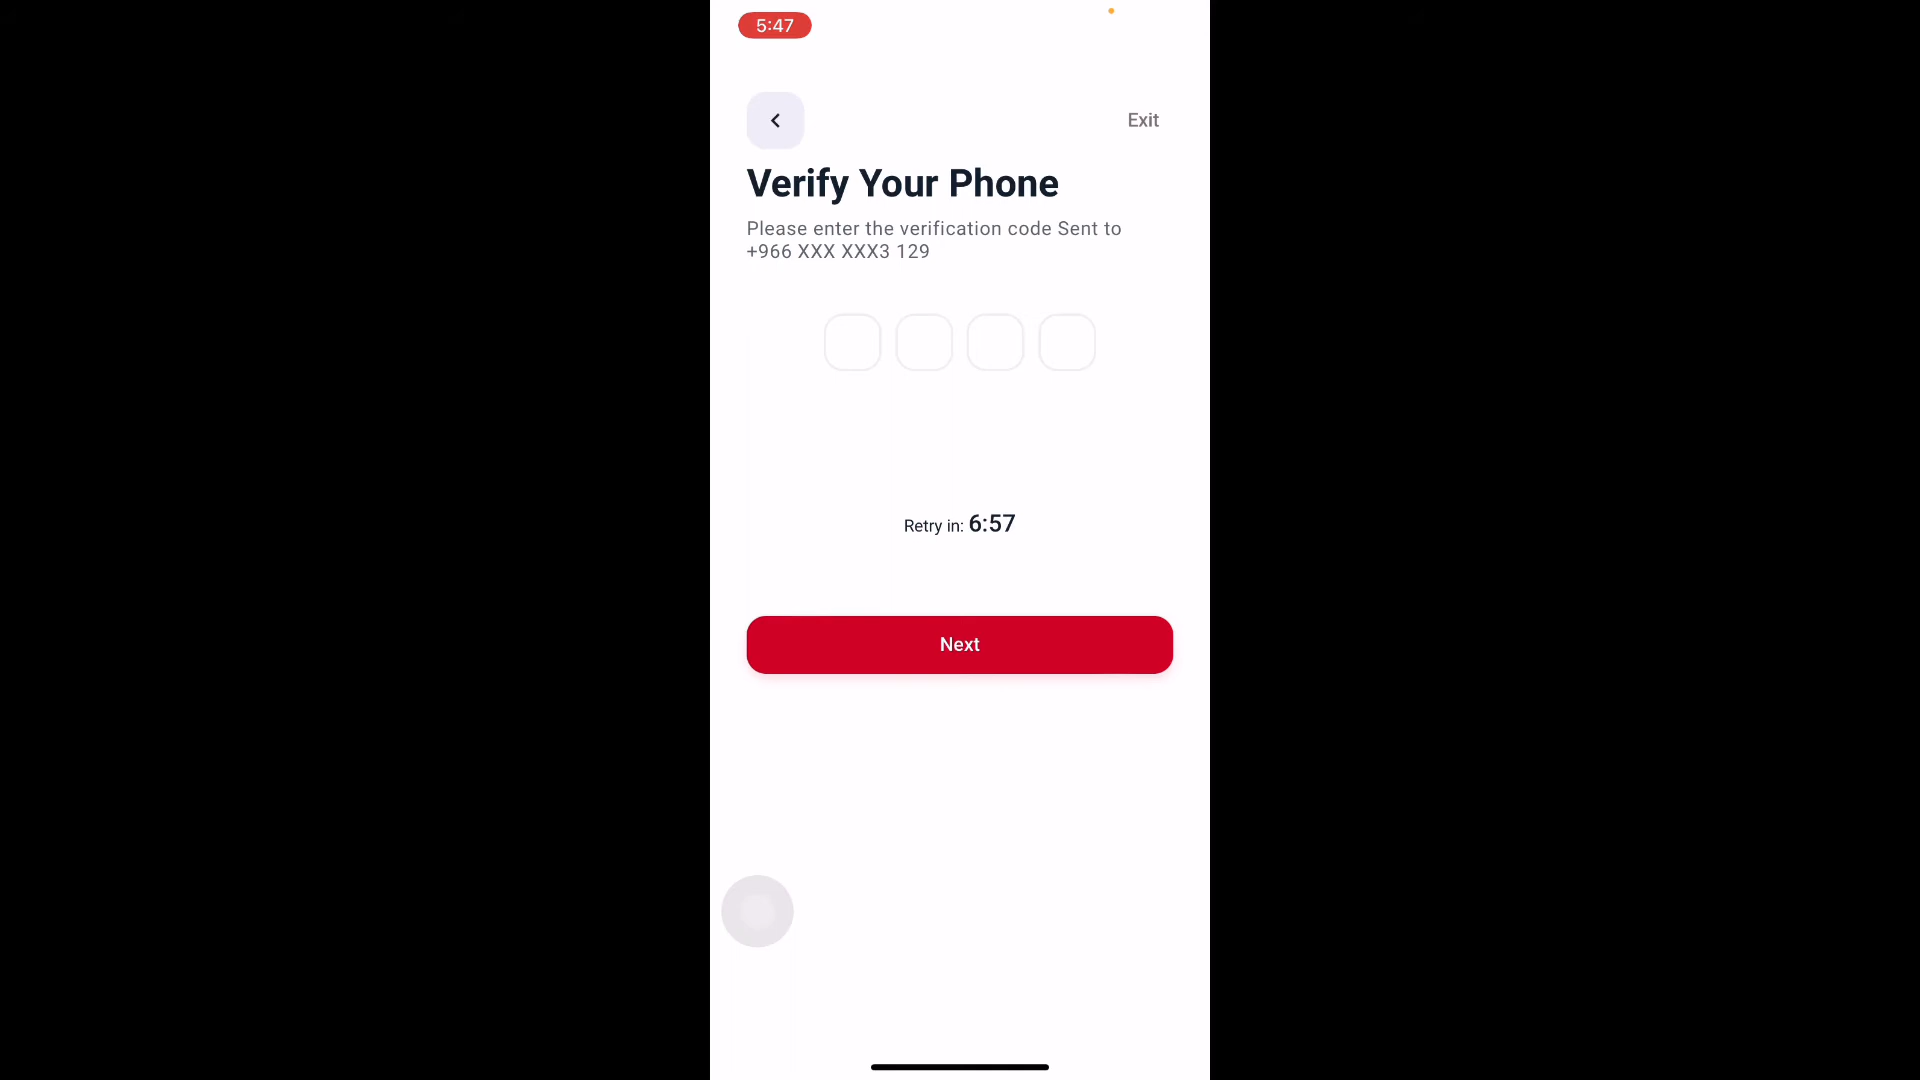 5:47
Exit
Verify Your Phone
Please enter the verification code Sent to
+966 XXX XXX3 129
Retry in: 6:57
Next